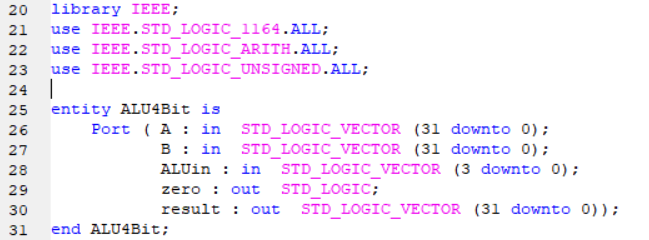 20 library IEEE;
21 use IEEE.STD_LOGIC_1164.ALL;
22 use IEEE.STD_LOGIC_ARITH.ALL;
23 use IEEE.STD_LOGIC_UNSIGNED.ALL;
24
25 entity ALU4Bit is
26     Port ( A : in  STD_LOGIC_VECTOR (31 downto 0);
27            B : in  STD_LOGIC_VECTOR (31 downto 0);
28            ALUin : in  STD_LOGIC_VECTOR (3 downto 0);
29            zero : out  STD_LOGIC;
30            result : out  STD_LOGIC_VECTOR (31 downto 0));
31 end ALU4Bit;